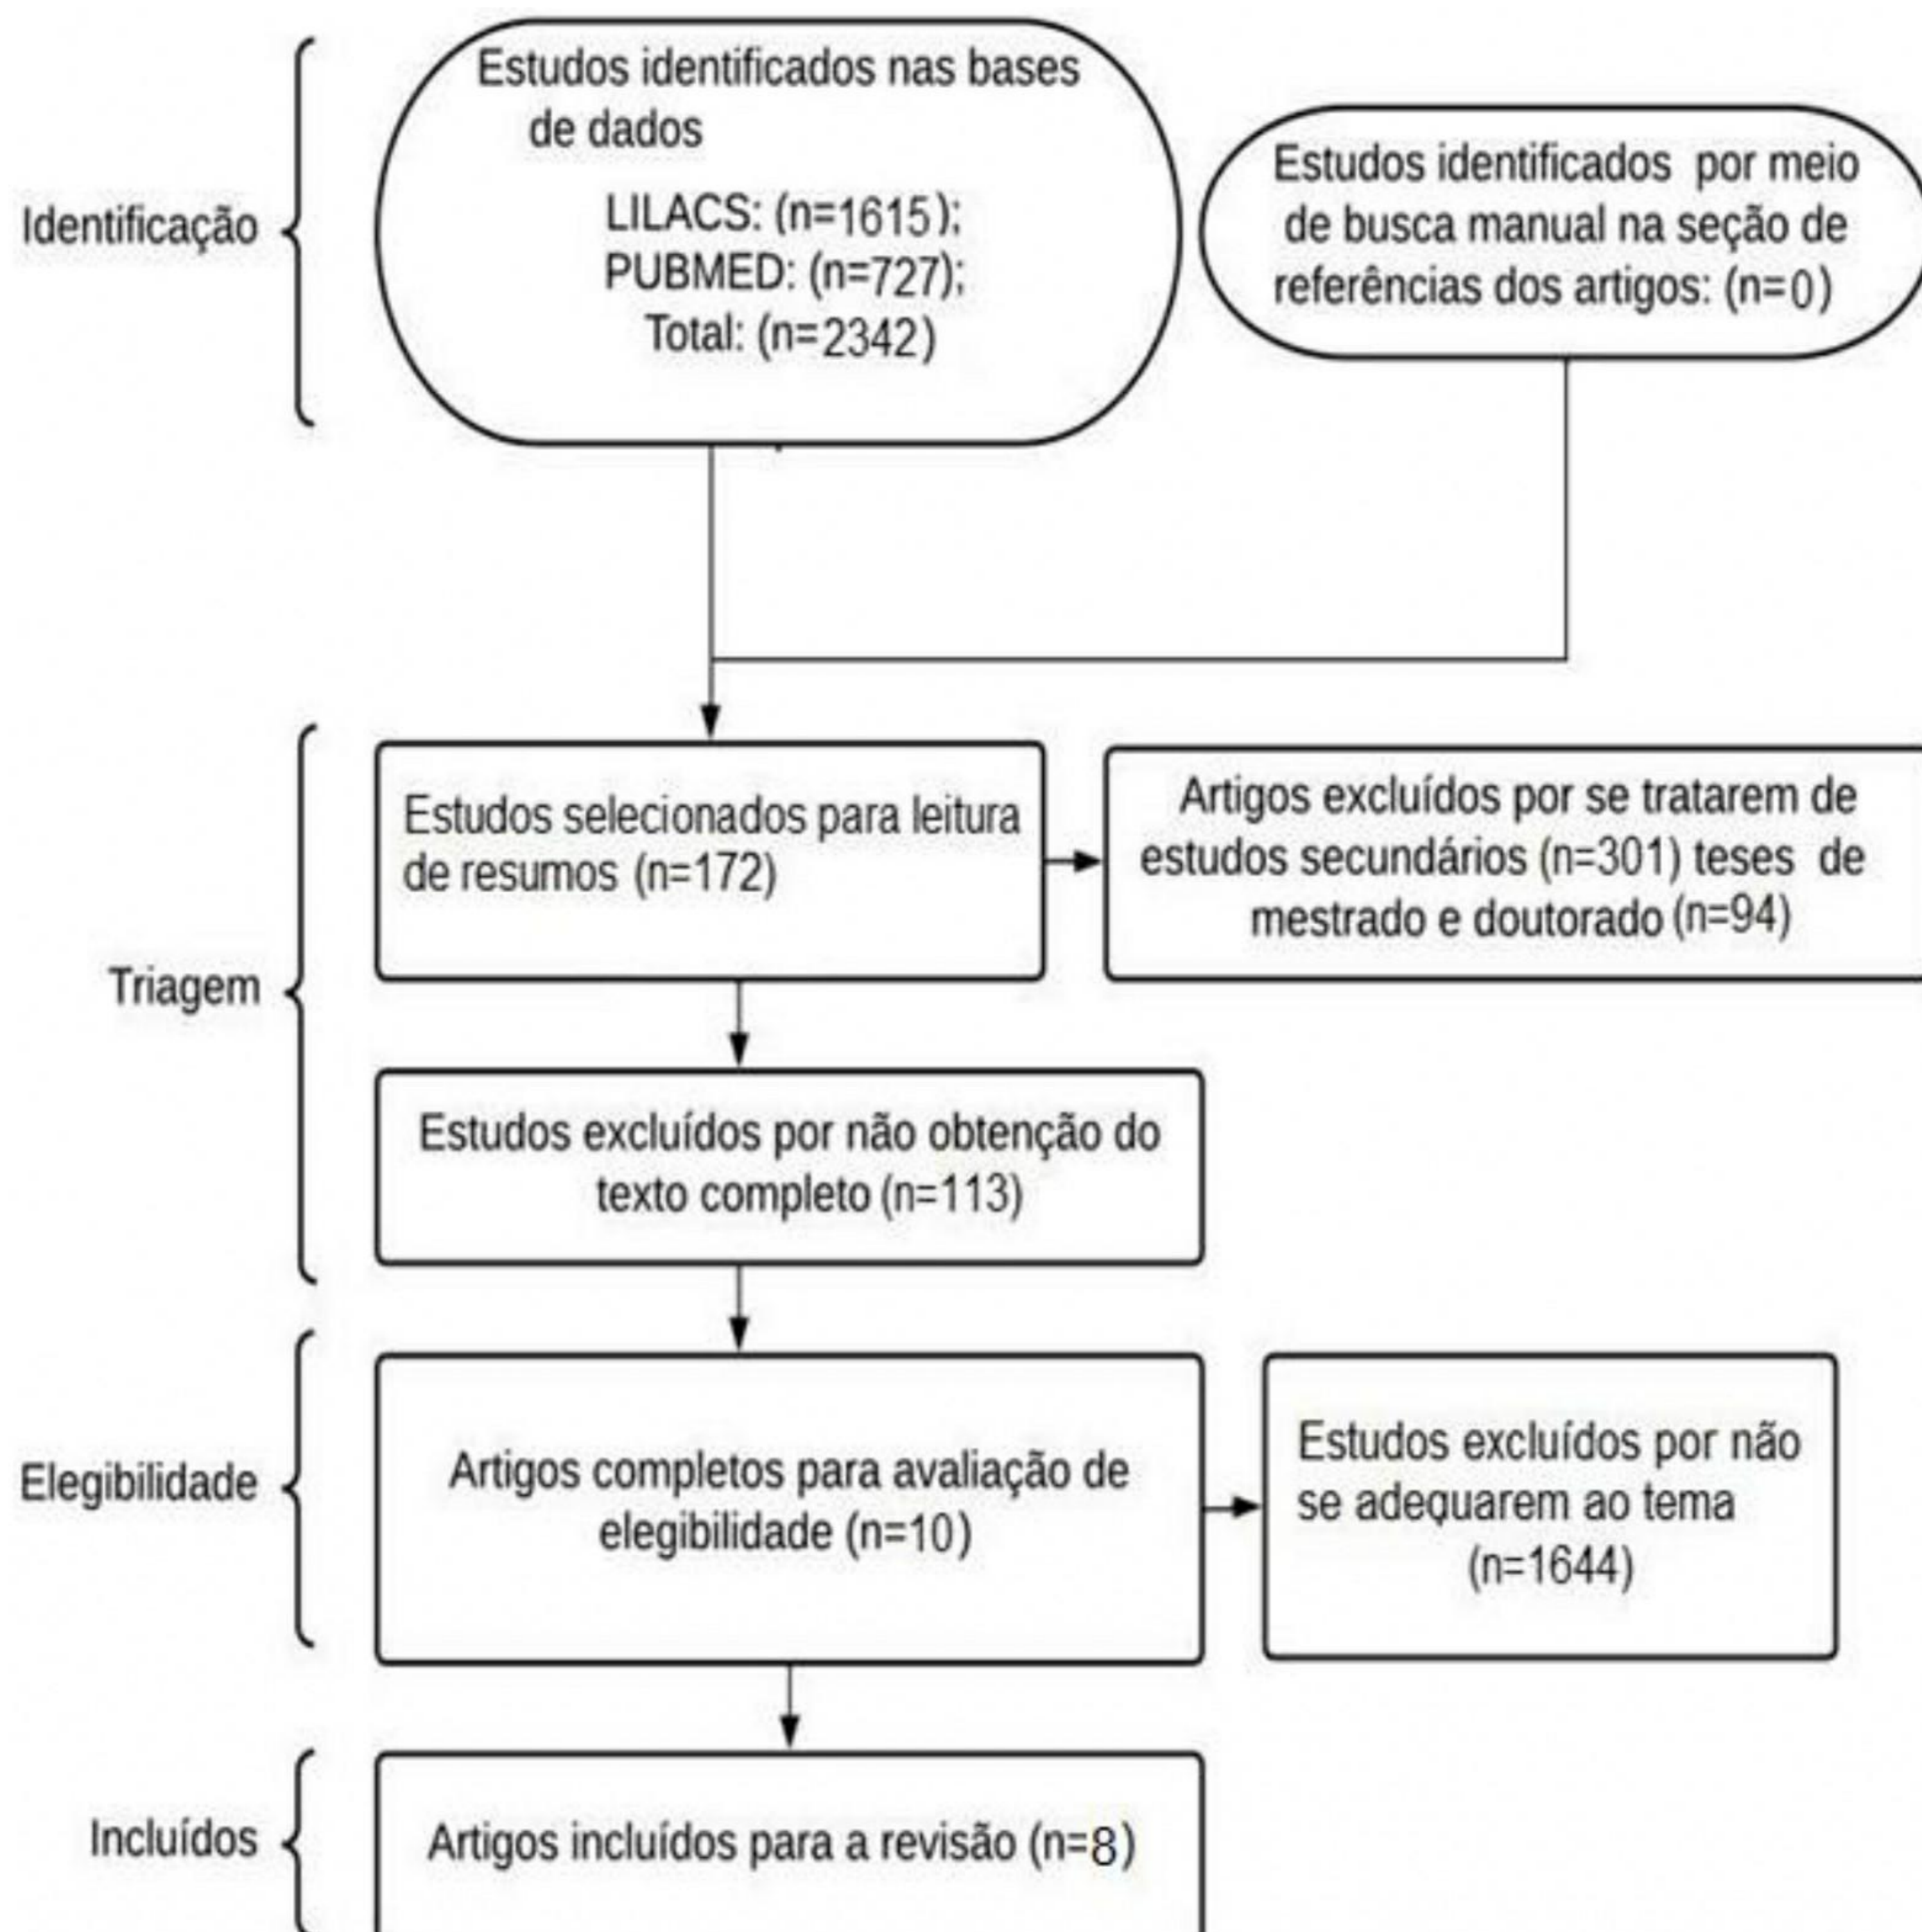 Identificação
Estudos identificados nas bases
de dados
LILACS: (n=1615);
PUBMED: (n=727);
Total: (n=2342)
Estudos identificados por meio
de busca manual na seção de
referências dos artigos: (n=0)
Triagem
Estudos selecionados para leitura
de resumos (n=172)
Artigos excluídos por se tratarem de
estudos secundários (n=301) teses de
mestrado e doutorado (n=94)
Estudos excluídos por não obtenção do
texto completo (n=113)
Elegibilidade
Artigos completos para avaliação de
elegibilidade (n=10)
Estudos excluídos por não
se adequarem ao tema
(n=1644)
Incluídos
Artigos incluídos para a revisão (n=8)